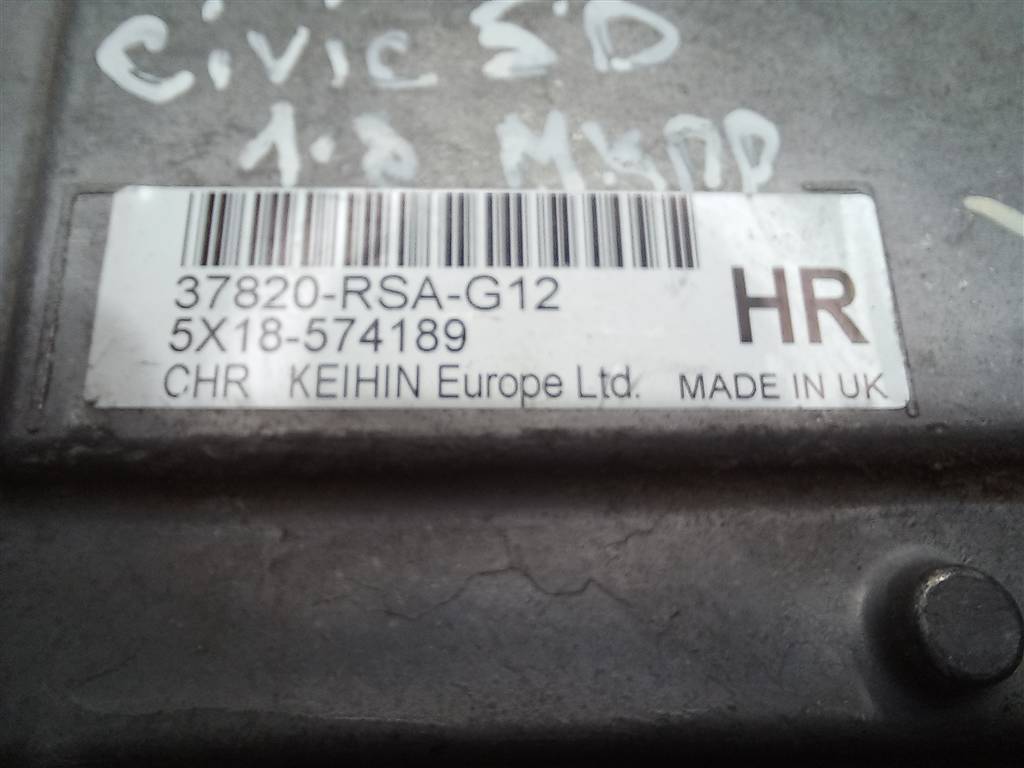 Civic 5D
1.8 МКПП
37820-RSA-G12
5X18-574189
HR
CHR KEIHIN Europe Ltd. MADE IN UK